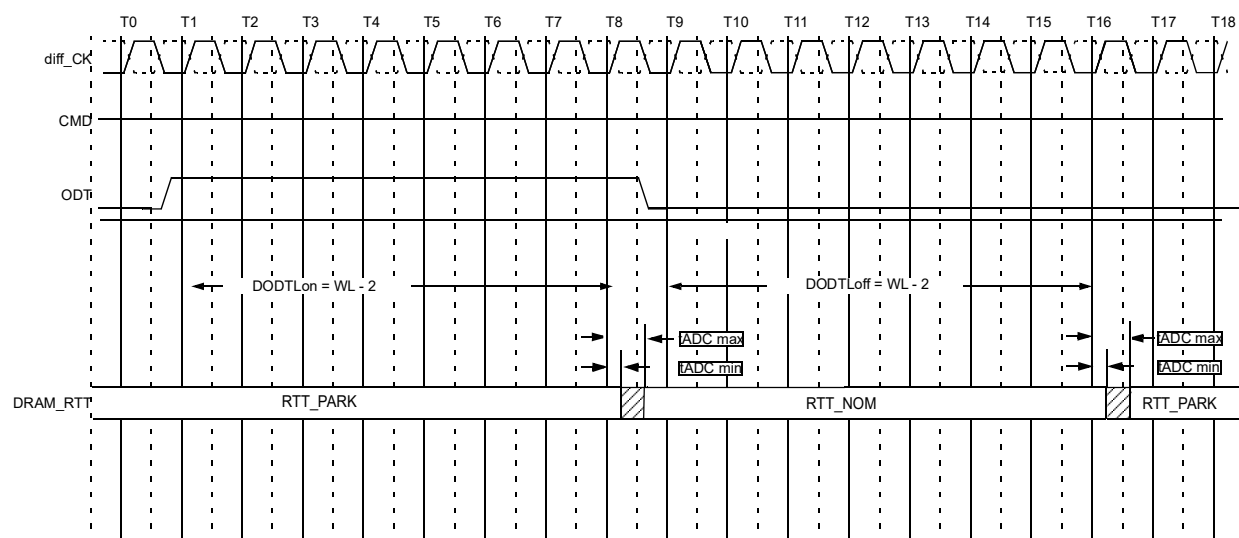 T0 T1 T2 T3 T4 T5 T6 T7 T8 T9 T10 T11 T12 T13 T14 T15 T16 T17 T18
diff_CK
CMD
ODT
DODTLon = WL - 2 DODTLoff = WL - 2
tADC max tADC max
tADC min tADC min
DRAM_RTT RTT_PARK RTT_NOM RTT_PARK